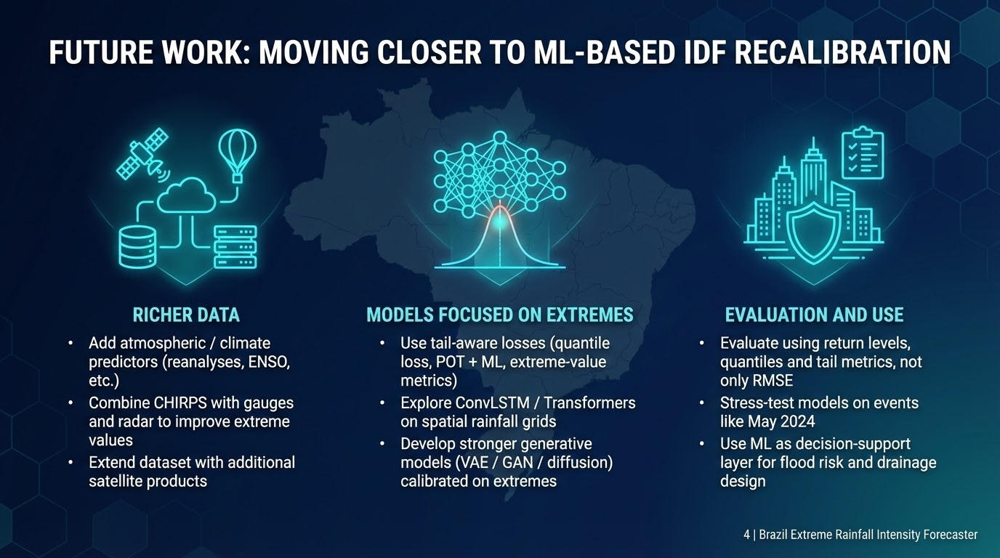 FUTURE WORK: MOVING CLOSER TO ML-BASED IDF RECALIBRATION
RICHER DATA
• Add atmospheric / climate
predictors (reanalyses, ENSO,
etc.)
• Combine CHIRPS with gauges
and radar to improve extreme
values
• Extend dataset with additional
satellite products
MODELS FOCUSED ON EXTREMES
• Use tail-aware losses (quantile
loss, POT + ML, extreme-value
metrics)
• Explore ConvLSTM / Transformers
on spatial rainfall grids
• Develop stronger generative
models (VAE / GAN / diffusion)
calibrated on extremes
EVALUATION AND USE
• Evaluate using return levels,
quantiles and tail metrics, not
only RMSE
• Stress-test models on events
like May 2024
• Use ML as decision-support
layer for flood risk and drainage
design
4 | Brazil Extreme Rainfall Intensity Forecaster